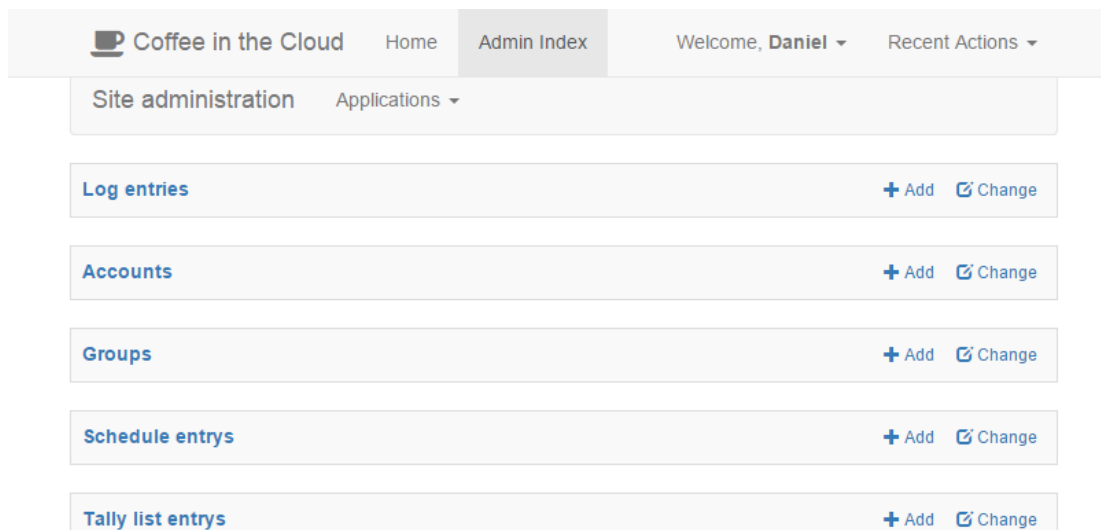 Coffee in the Cloud Home Admin Index Welcome, Daniel Recent Actions
Site administration Applications
Log entries Add Change
Accounts Add Change
Groups Add Change
Schedule entrys Add Change
Tally list entrys Add Change